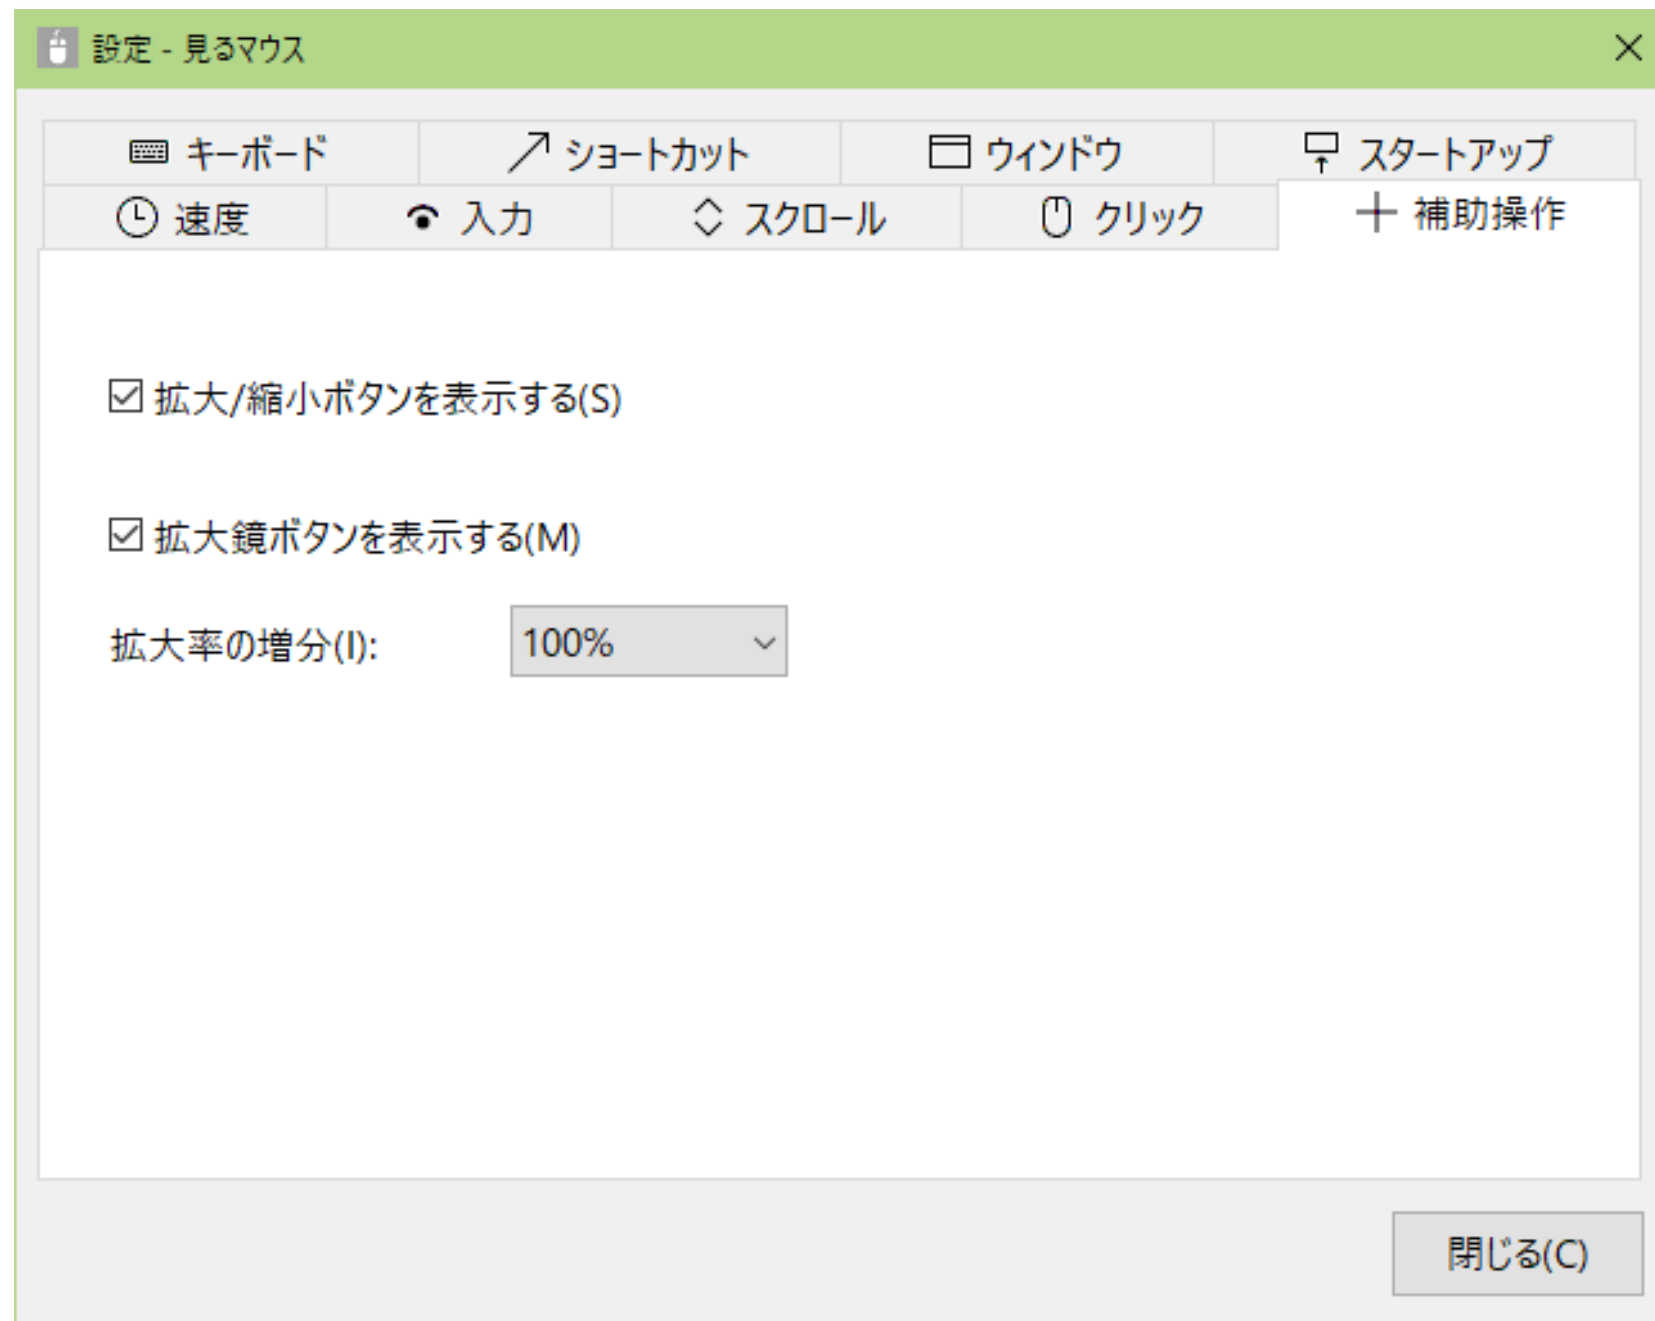 設定 - 見るマウス
キーボード ショートカット ウィンドウ スタートアップ
速度 入力 スクロール クリック 補助操作
拡大/縮小ボタンを表示する(S)
拡大鏡ボタンを表示する(M)
拡大率の増分(I): 100%
閉じる(C)